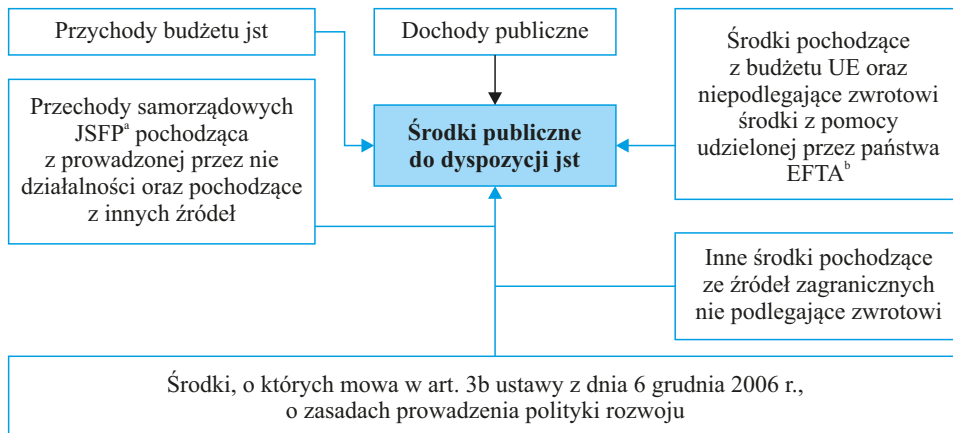 Przychody budżetu jst
Dochody publiczne
Środki pochodzące
z budżetu UE oraz
niepodlegające zwrotowi
środki z pomocy
udzielonej przez państwa
EFTAᵇ
Przechody samorządowych
JSFPᵃ pochodząca
z prowadzonej przez nie
działalności oraz pochodzące
z innych źródeł
Środki publiczne
do dyspozycji jst
Inne środki pochodzące
ze źródeł zagranicznych
nie podlegające zwrotowi
Środki, o których mowa w art. 3b ustawy z dnia 6 grudnia 2006 r.,
o zasadach prowadzenia polityki rozwoju